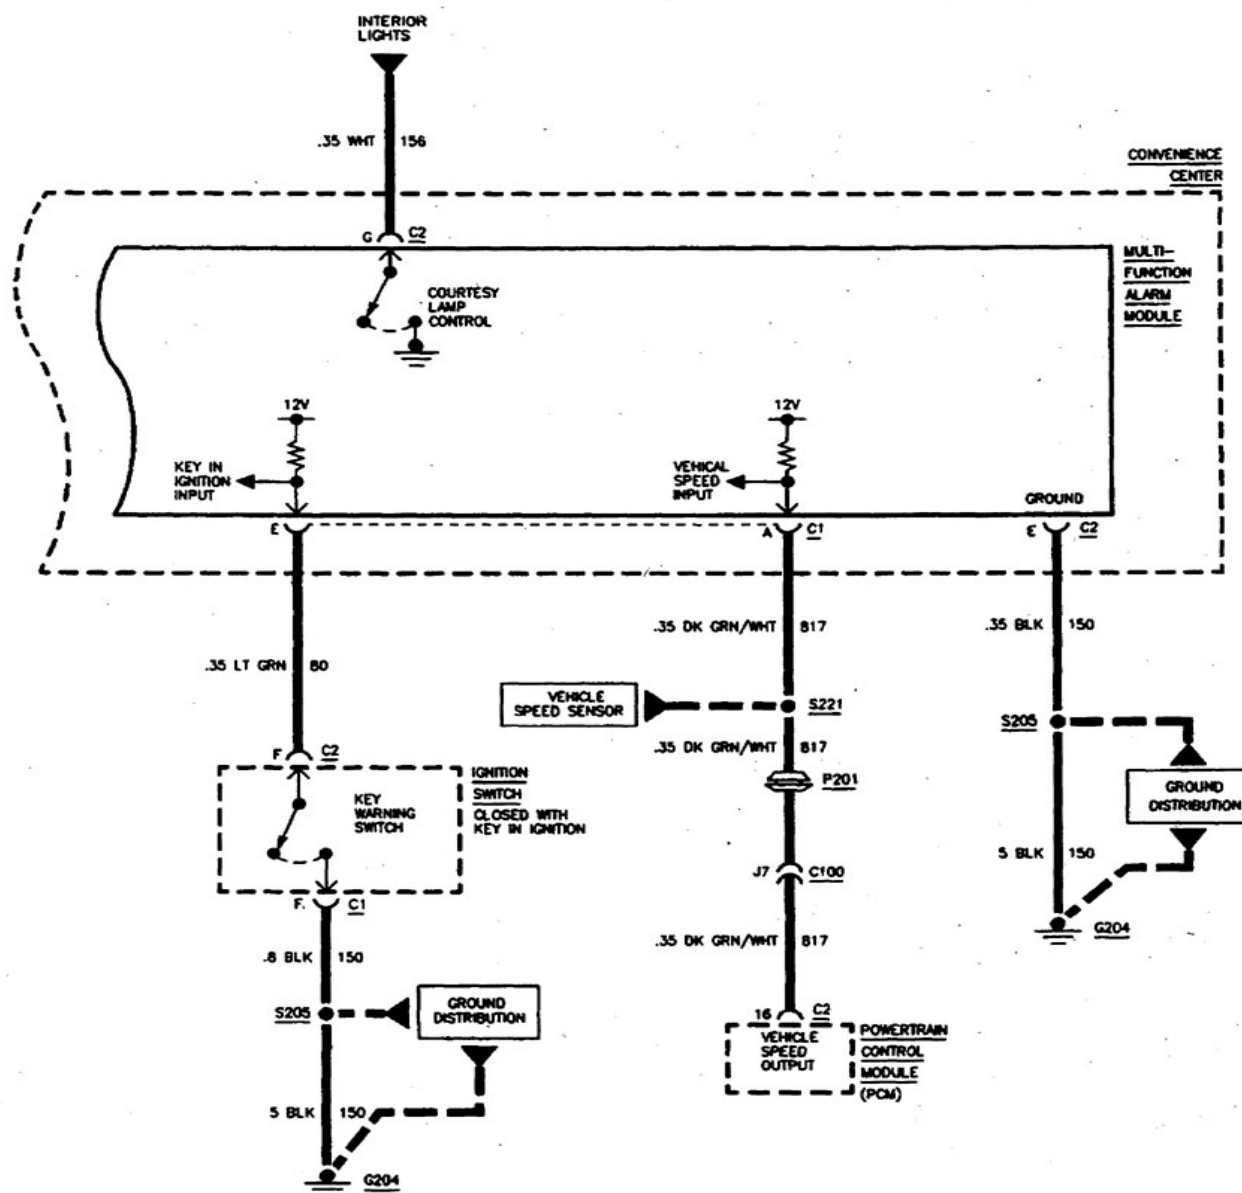 INTERIOR
LIGHTS
.35 WHT 156
CONVENIENCE
CENTER
G C2
MULTI-
FUNCTION
ALARM
MODULE
COURTESY
LAMP
CONTROL
12V
12V
KEY IN
IGNITION
INPUT
VEHICAL
SPEED
INPUT
GROUND
E
A C1
E C2
.35 DK GRN/WHT 817
.35 BLK 150
.35 LT GRN 80
VEHICLE
SPEED SENSOR
S221
S205
.35 DK GRN/WHT 817
F C2
IGNITION
SWITCH
CLOSED WITH
KEY IN IGNITION
P201
GROUND
DISTRIBUTION
KEY
WARNING
SWITCH
5 BLK 150
J7 C100
F. C1
G204
.35 DK GRN/WHT 817
.8 BLK 150
S205
GROUND
DISTRIBUTION
16 C2
VEHICLE
SPEED
OUTPUT
POWERTRAIN
CONTROL
MODULE
(PCM)
5 BLK 150
G204